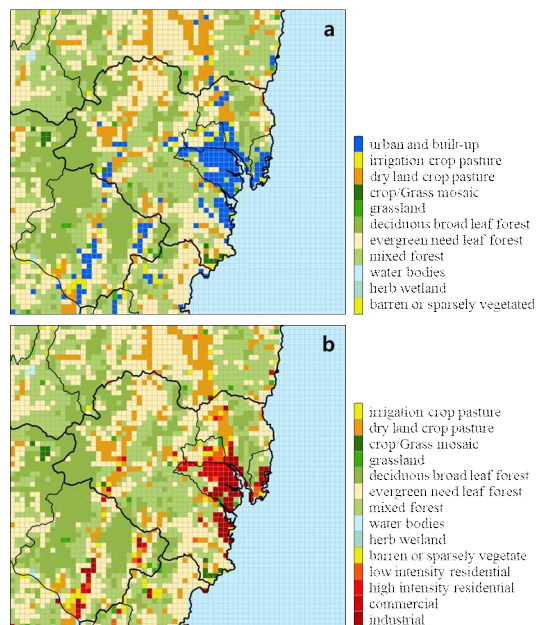 a
urban and built-up
irrigation crop pasture
dry land crop pasture
crop/Grass mosaic
grassland
deciduous broad leaf forest
evergreen need leaf forest
mixed forest
water bodies
herb wetland
barren or sparsely vegetated
b
irrigation crop pasture
dry land crop pasture
crop/Grass mosaic
grassland
deciduous broad leaf forest
evergreen need leaf forest
mixed forest
water bodies
herb wetland
barren or sparsely vegetate
low intensity residential
high intensity residential
commercial
industrial